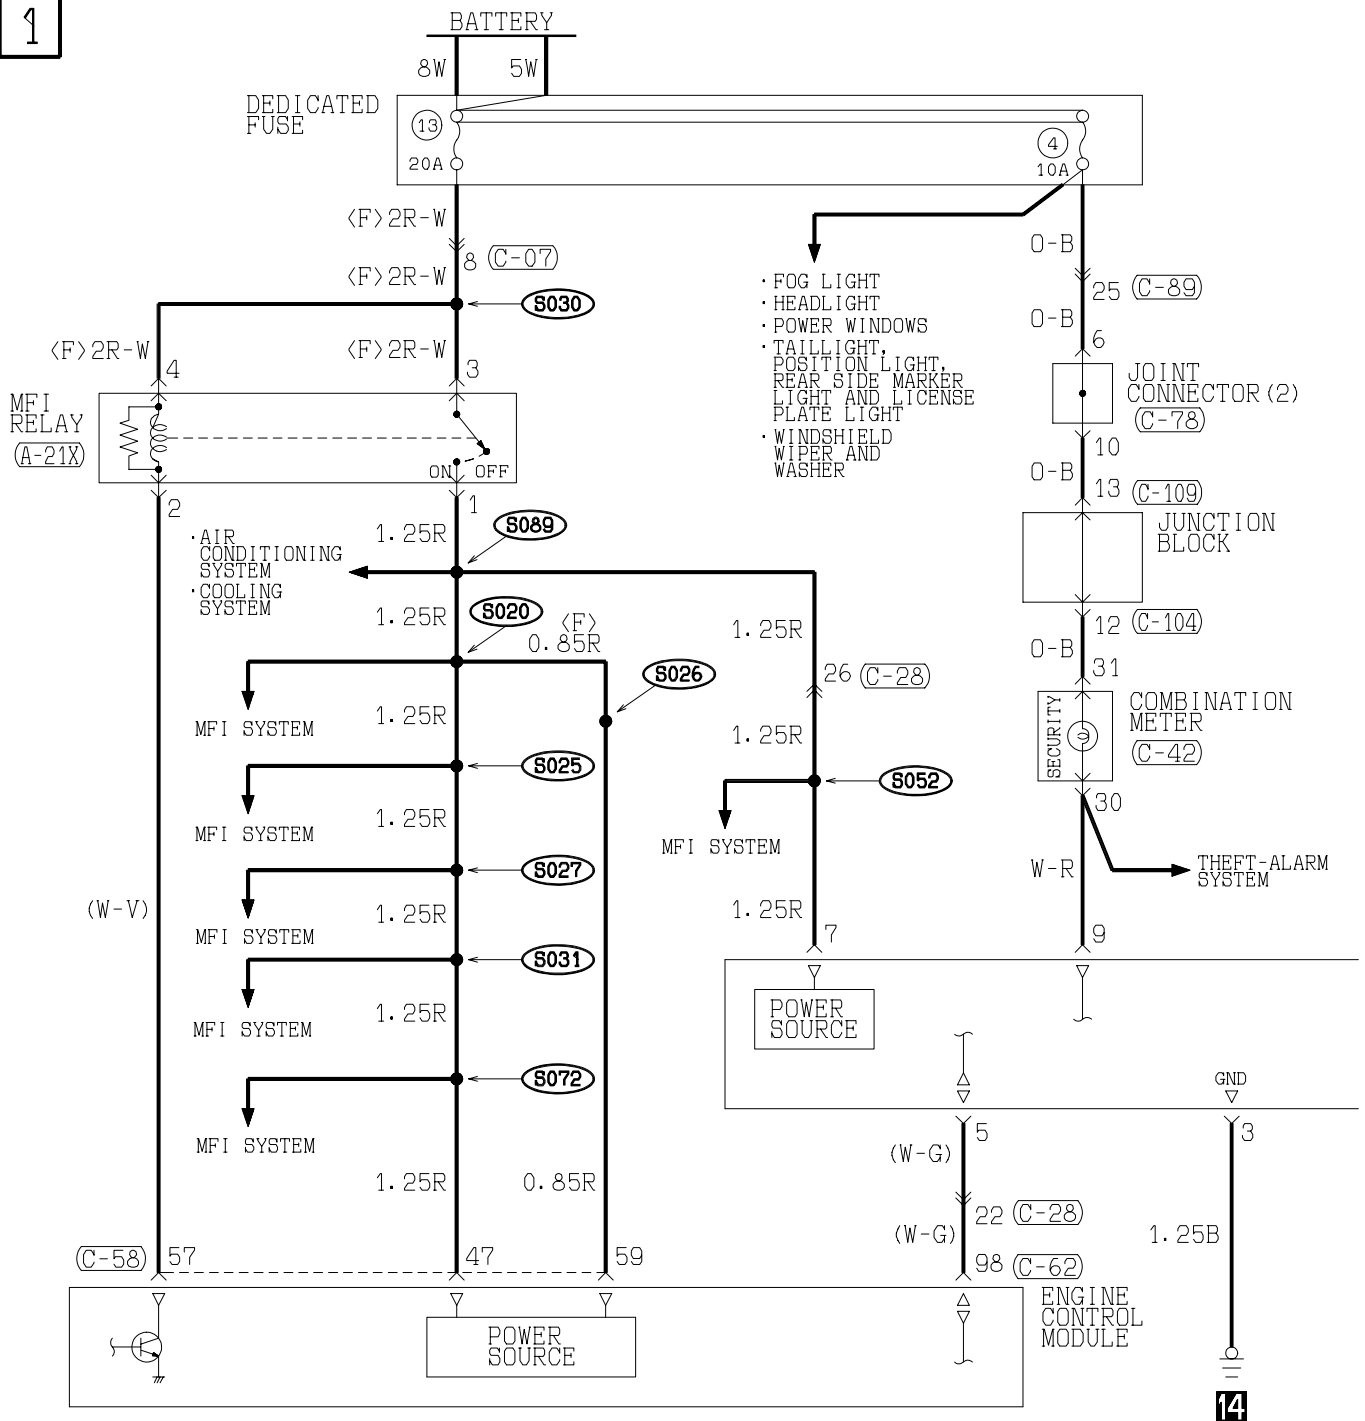 1
BATTERY
8W
5W
DEDICATED
FUSE
13
20A
4
10A
<F>2R-W
8
(C-07)
<F>2R-W
S030
<F>2R-W
4
<F>2R-W
3
O-B
25
(C-89)
O-B
6
· FOG LIGHT
· HEADLIGHT
· POWER WINDOWS
· TAILLIGHT,
POSITION LIGHT,
REAR SIDE MARKER
LIGHT AND LICENSE
PLATE LIGHT
· WINDSHIELD
WIPER AND
WASHER
JOINT
CONNECTOR(2)
(C-78)
MFI
RELAY
(A-21X)
ON
OFF
10
O-B
13
(C-109)
2
1
JUNCTION
BLOCK
1.25R
S089
· AIR
CONDITIONING
SYSTEM
· COOLING
SYSTEM
1.25R
S020
<F>
0.85R
1.25R
12
(C-104)
O-B
31
S026
26
(C-28)
MFI SYSTEM
1.25R
1.25R
SECURITY
COMBINATION
METER
(C-42)
S025
S052
30
MFI SYSTEM
1.25R
MFI SYSTEM
W-R
THEFT-ALARM
SYSTEM
S027
(W-V)
MFI SYSTEM
1.25R
1.25R
7
9
S031
MFI SYSTEM
1.25R
POWER
SOURCE
S072
GND
MFI SYSTEM
5
3
(W-G)
1.25R
0.85R
22
(C-28)
(W-G)
1.25B
(C-58)
57
47
59
98
(C-62)
ENGINE
CONTROL
MODULE
POWER
SOURCE
14